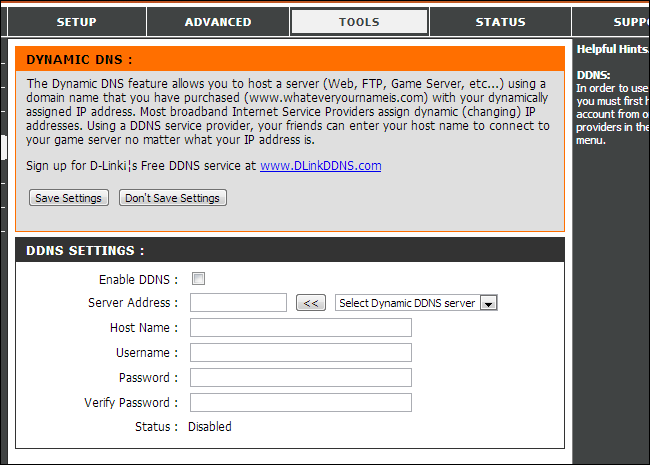 SETUP ADVANCED TOOLS STATUS SUPP
DYNAMIC DNS :
The Dynamic DNS feature allows you to host a server (Web, FTP, Game Server, etc...) using a
domain name that you have purchased (www.whateveryournameis.com) with your dynamically
assigned IP address. Most broadband Internet Service Providers assign dynamic (changing) IP
addresses. Using a DDNS service provider, your friends can enter your host name to connect to
your game server no matter what your IP address is.
Sign up for D-Linki¦s Free DDNS service at www.DLinkDDNS.com
Save Settings Don't Save Settings
DDNS SETTINGS :
Enable DDNS :
Server Address : << Select Dynamic DDNS server
Host Name :
Username :
Password :
Verify Password :
Status : Disabled
Helpful Hints.
DDNS:
In order to use
you must first h
account from o
providers in the
menu.